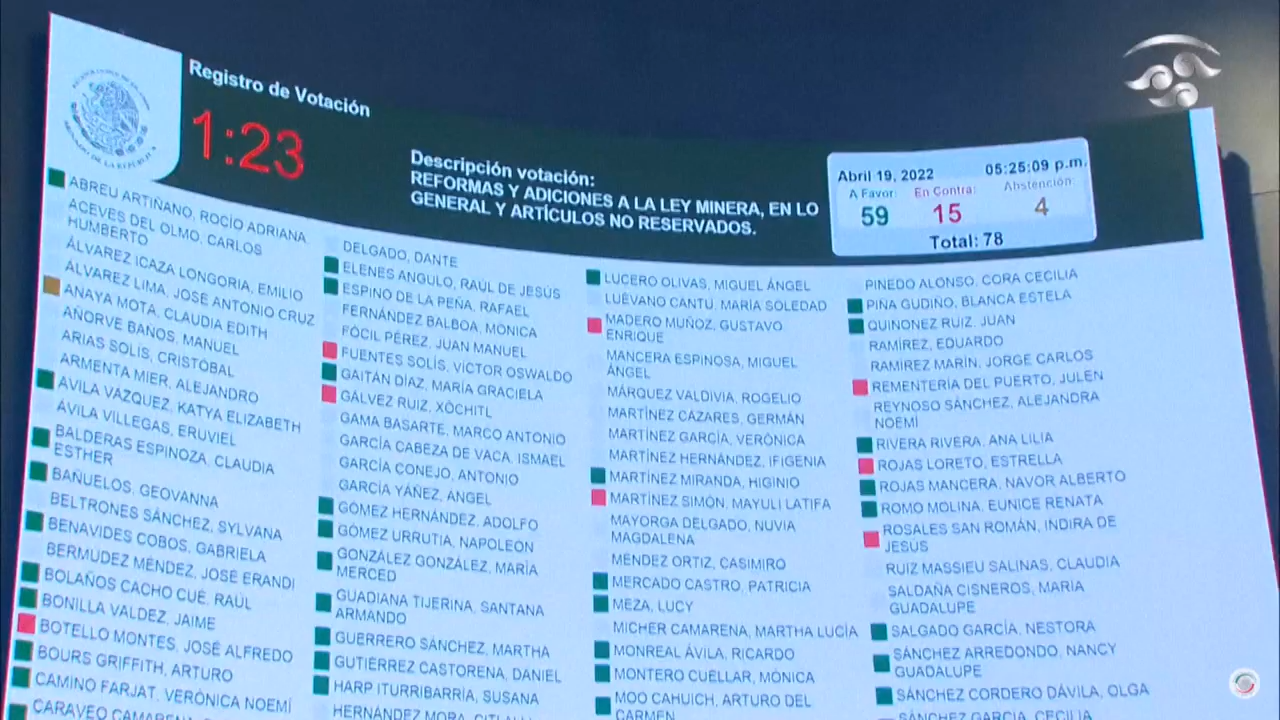 Registro de Votación
1:23
Descripción votación:
REFORMAS Y ADICIONES A LA LEY MINERA, EN LO
GENERAL Y ARTÍCULOS NO RESERVADOS.
Abril 19, 2022 05:25:09 p.m.
A Favor: En Contra: Abstención:
59 15 4
Total: 78
ABREU ARTIÑANO, ROCÍO ADRIANA
ACEVES DEL OLMO, CARLOS
HUMBERTO
ÁLVAREZ ICAZA LONGORIA, EMILIO
ÁLVAREZ LIMA, JOSÉ ANTONIO CRUZ
ANAYA MOTA, CLAUDIA EDITH
AÑORVE BAÑOS, MANUEL
ARIAS SOLÍS, CRISTÓBAL
ARMENTA MIER, ALEJANDRO
ÁVILA VÁZQUEZ, KATYA ELIZABETH
ÁVILA VILLEGAS, ERUVIEL
BALDERAS ESPINOZA, CLAUDIA
ESTHER
BAÑUELOS, GEOVANNA
BELTRONES SÁNCHEZ, SYLVANA
BENAVIDES COBOS, GABRIELA
BERMÚDEZ MÉNDEZ, JOSÉ ERANDI
BOLAÑOS CACHO CUÉ, RAÚL
BONILLA VALDEZ, JAIME
BOTELLO MONTES, JOSÉ ALFREDO
BOURS GRIFFITH, ARTURO
CAMINO FARJAT, VERÓNICA NOEMÍ
CARAVEO
DELGADO, DANTE
ELENES ANGULO, RAÚL DE JESÚS
ESPINO DE LA PEÑA, RAFAEL
FERNÁNDEZ BALBOA, MÓNICA
FÓCIL PÉREZ, JUAN MANUEL
FUENTES SOLÍS, VÍCTOR OSWALDO
GAITÁN DÍAZ, MARÍA GRACIELA
GÁLVEZ RUIZ, XÓCHITL
GAMA BASARTE, MARCO ANTONIO
GARCÍA CABEZA DE VACA, ISMAEL
GARCÍA CONEJO, ANTONIO
GARCÍA YÁÑEZ, ÁNGEL
GÓMEZ HERNÁNDEZ, ADOLFO
GÓMEZ URRUTIA, NAPOLEÓN
GONZÁLEZ GONZÁLEZ, MARÍA
MERCED
GUADIANA TIJERINA, SANTANA
ARMANDO
GUERRERO SÁNCHEZ, MARTHA
GUTIÉRREZ CASTORENA, DANIEL
HARP ITURRIBARRÍA, SUSANA
HERNÁNDEZ MORA,
LUCERO OLIVAS, MIGUEL ÁNGEL
LUÉVANO CANTÚ, MARÍA SOLEDAD
MADERO MUÑOZ, GUSTAVO
ENRIQUE
MANCERA ESPINOSA, MIGUEL
ÁNGEL
MÁRQUEZ VALDIVIA, ROGELIO
MARTÍNEZ CÁZARES, GERMÁN
MARTÍNEZ GARCÍA, VERÓNICA
MARTÍNEZ HERNÁNDEZ, IFIGENIA
MARTÍNEZ MIRANDA, HIGINIO
MARTÍNEZ SIMÓN, MAYULI LATIFA
MAYORGA DELGADO, NUVIA
MAGDALENA
MÉNDEZ ORTIZ, CASIMIRO
MERCADO CASTRO, PATRICIA
MEZA, LUCY
MICHER CAMARENA, MARTHA LUCÍA
MONREAL ÁVILA, RICARDO
MONTERO CUELLAR, MÓNICA
MOO CAHUICH, ARTURO DEL
CARMEN
PINEDO ALONSO, CORA CECILIA
PIÑA GUDIÑO, BLANCA ESTELA
QUIÑONEZ RUIZ, JUAN
RAMÍREZ, EDUARDO
RAMÍREZ MARÍN, JORGE CARLOS
REMENTERÍA DEL PUERTO, JULEN
REYNOSO SÁNCHEZ, ALEJANDRA
NOEMÍ
RIVERA RIVERA, ANA LILIA
ROJAS LORETO, ESTRELLA
ROJAS MANCERA, NAVOR ALBERTO
ROMO MOLINA, EUNICE RENATA
ROSALES SAN ROMÁN, INDIRA DE
JESÚS
RUIZ MASSIEU SALINAS, CLAUDIA
SALDAÑA CISNEROS, MARÍA
GUADALUPE
SALGADO GARCÍA, NESTORA
SÁNCHEZ ARREDONDO, NANCY
GUADALUPE
SÁNCHEZ CORDERO DÁVILA, OLGA
SÁNCHEZ GARCÍA, CECILIA